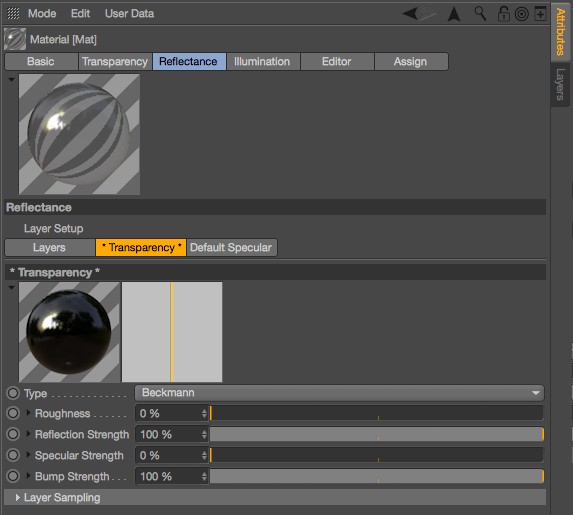 Mode Edit User Data
Material [Mat]
Basic Transparency Reflectance Illumination Editor Assign
Reflectance
Layer Setup
Layers * Transparency * Default Specular
* Transparency *
Type . . . . . . . . . . . . . Beckmann
Roughness . . . . . . 0 %
Reflection Strength 100 %
Specular Strength 0 %
Bump Strength . . . 100 %
Layer Sampling
Attributes
Layers